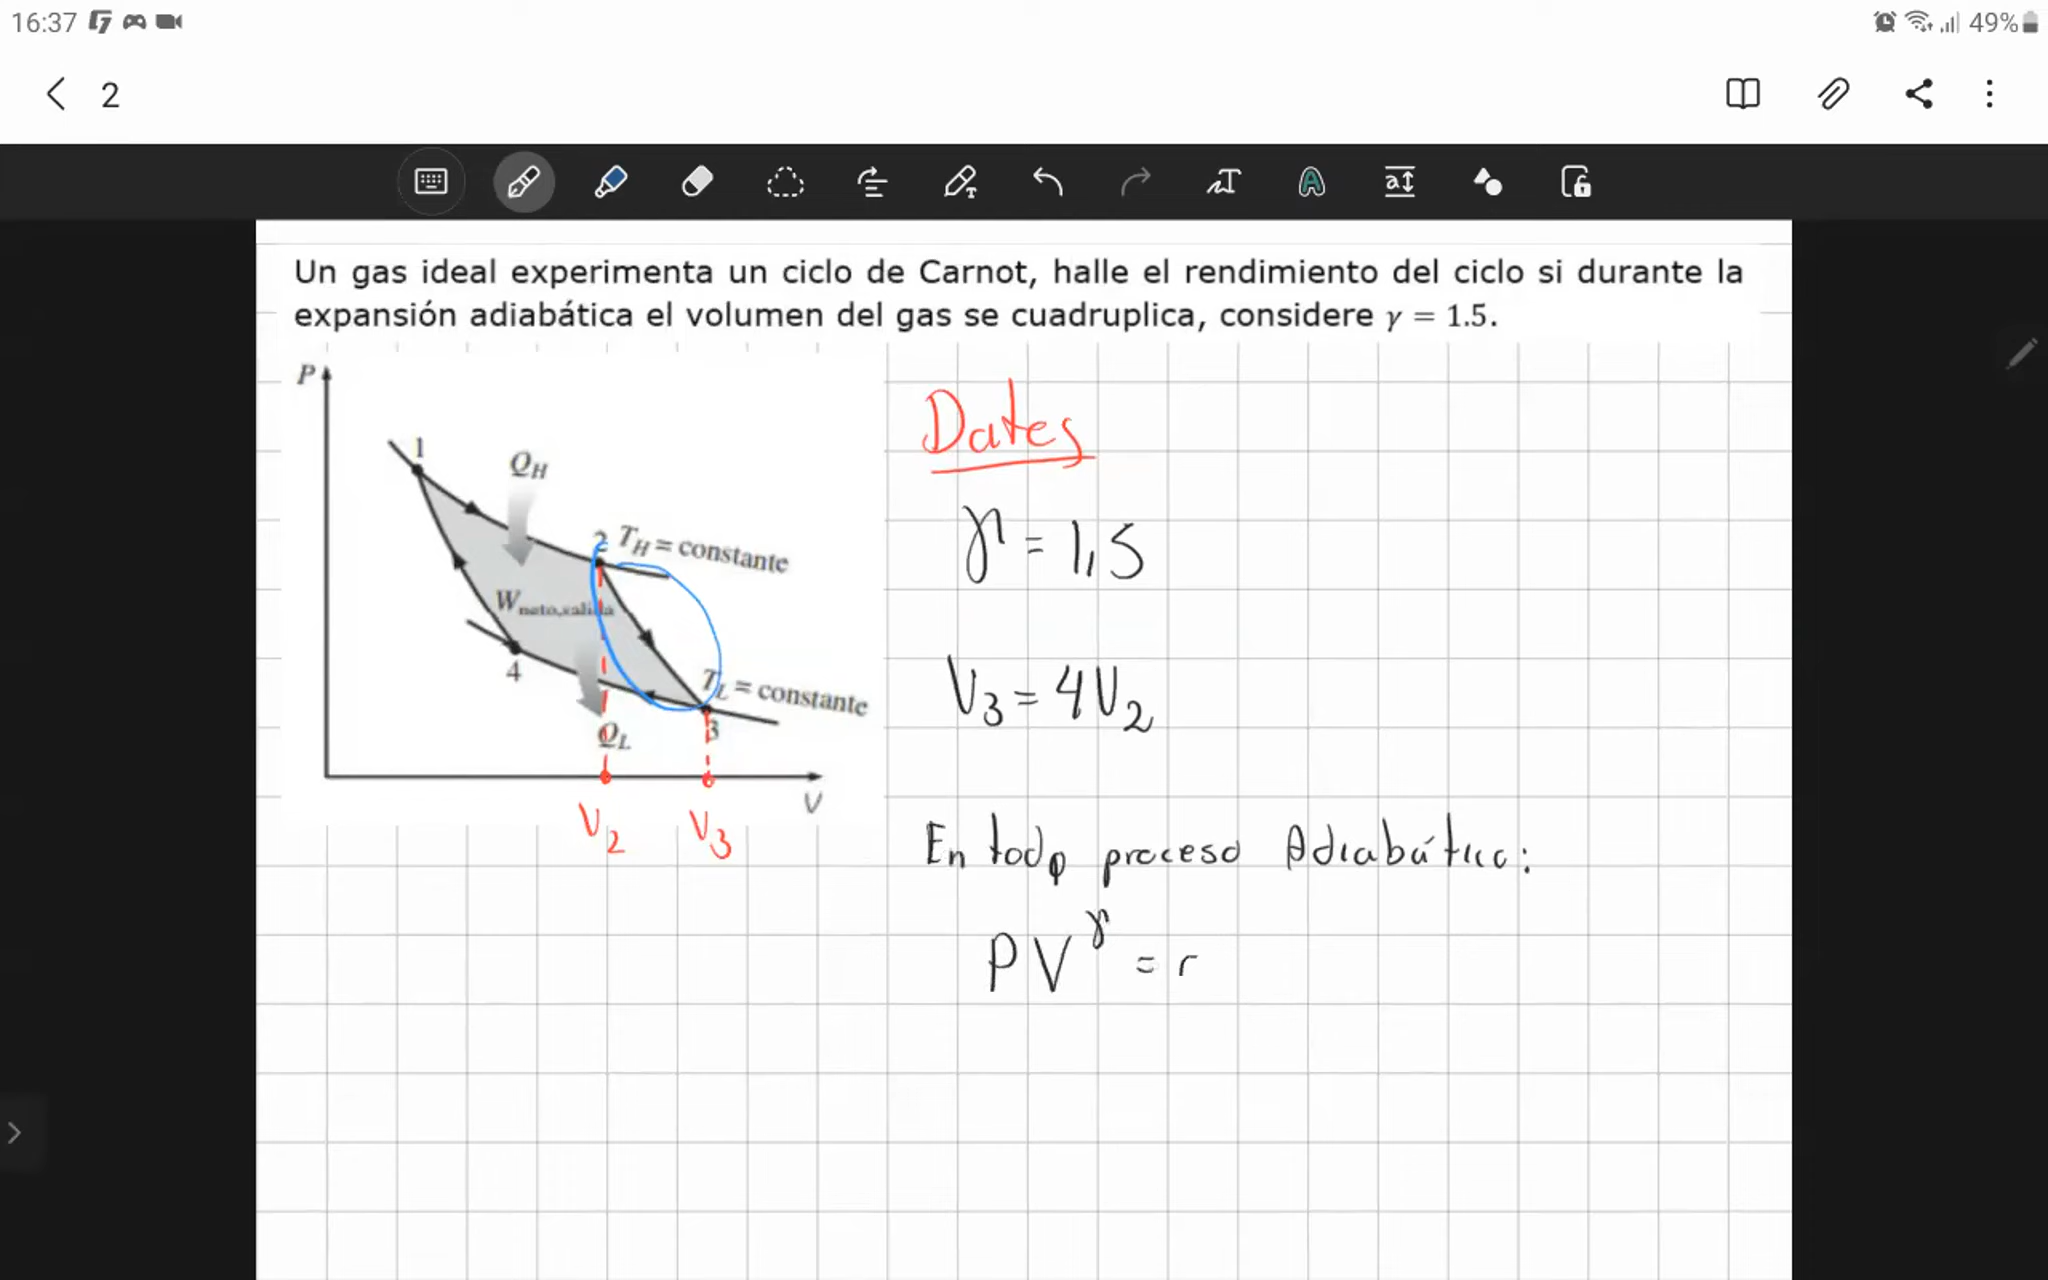 16:37
49%
2
Un gas ideal experimenta un ciclo de Carnot, halle el rendimiento del ciclo si durante la
expansión adiabática el volumen del gas se cuadruplica, considere γ = 1.5.
P
1
Q_H
2
T_H = constante
W_neto,salida
4
T_L = constante
Q_L
3
V
V_2
V_3
Dates
γ = 1,5
V_3 = 4V_2
En todo proceso Adiabático:
PV^γ = r